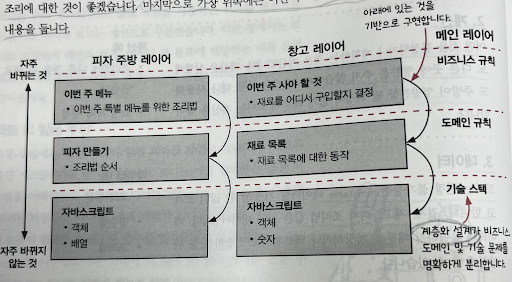 조리에 대한 것이 좋겠습니다. 마지막으로 가장 위쪽에는
내용을 둡니다.
아래에 있는 것을
기반으로 구현합니다.
자주
바뀌는 것
피자 주방 레이어
창고 레이어
메인 레이어
비즈니스 규칙
이번 주 메뉴
• 이번 주 특별 메뉴를 위한 조리법
이번 주 사야 할 것
• 재료를 어디서 구입할지 결정
도메인 규칙
피자 만들기
• 조리법 순서
재료 목록
• 재료 목록에 대한 동작
기술 스택
자바스크립트
• 객체
• 배열
자바스크립트
• 객체
• 숫자
자주 바뀌지
않는 것
계층화 설계가 비즈니스
도메인 및 기술 문제를
명확하게 분리합니다.